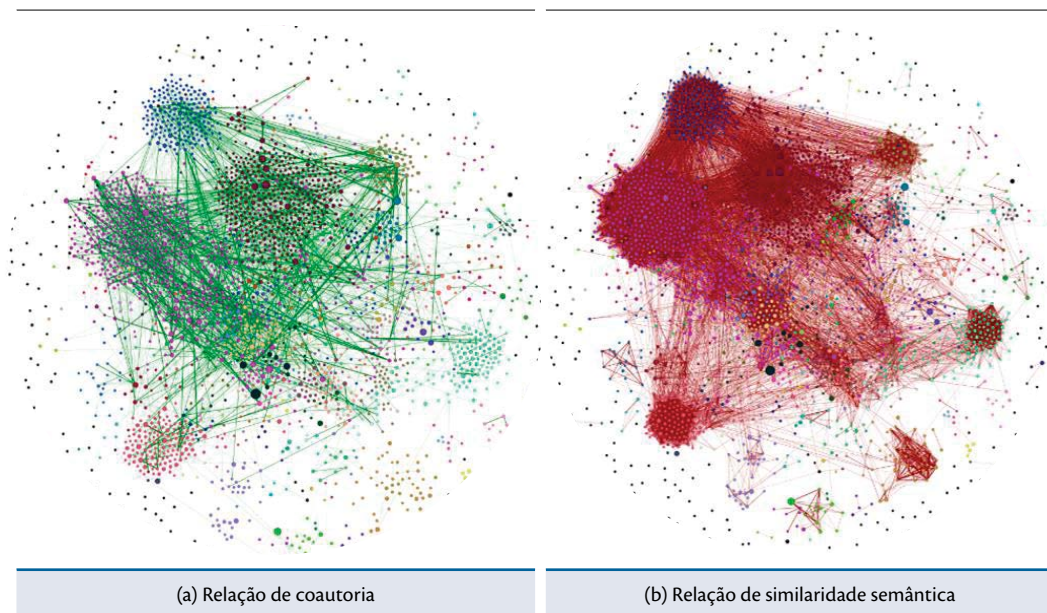 (a) Relação de coautoria
(b) Relação de similaridade semântica